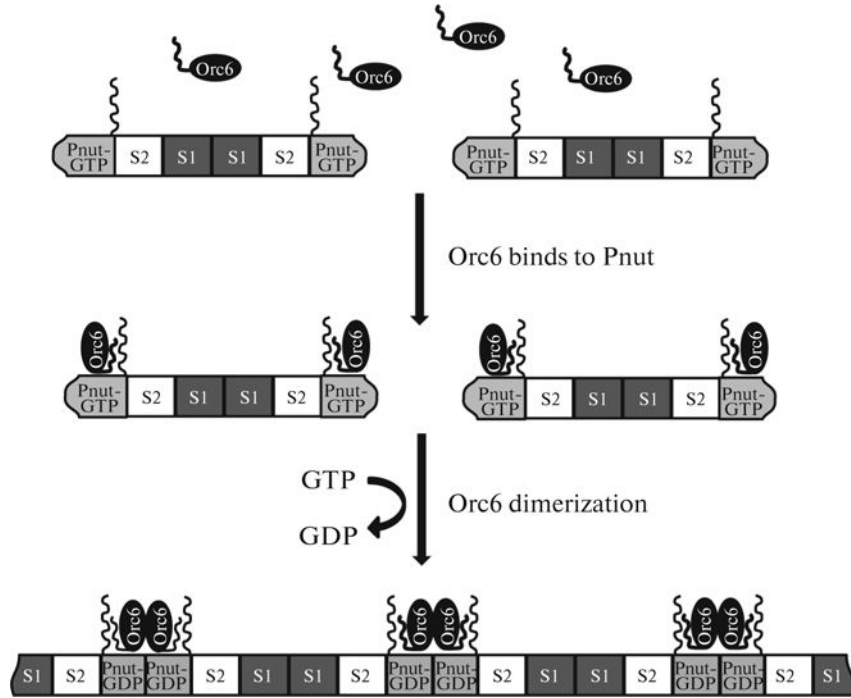 Orc6
Orc6
Orc6
Orc6
Pnut-
GTP
S2
S1
S1
S2
Pnut-
GTP
Pnut-
GTP
S2
S1
S1
S2
Pnut-
GTP
Orc6 binds to Pnut
Orc6
Orc6
Orc6
Orc6
Pnut-
GTP
S2
S1
S1
S2
Pnut-
GTP
Pnut-
GTP
S2
S1
S1
S2
Pnut-
GTP
GTP
GDP
Orc6 dimerization
Orc6
Orc6
Orc6
Orc6
Orc6
Orc6
S1
S2
Pnut-
GDP
Pnut-
GDP
S2
S1
S1
S2
Pnut-
GDP
Pnut-
GDP
S2
S1
S1
S2
Pnut-
GDP
Pnut-
GDP
S2
S1